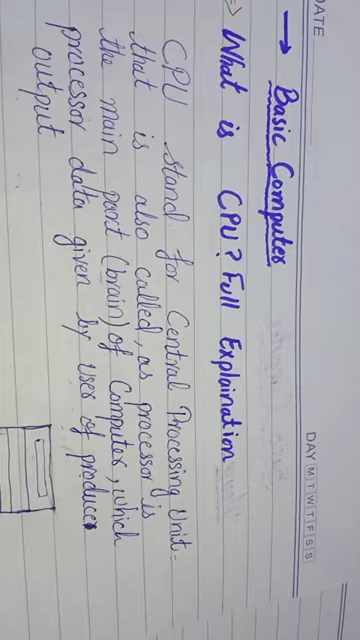 DATE
DAY M T W T F S S
→ Basic Computer
=> What is CPU? Full Explaination
CPU stand for Central Processing Unit.
that is also called, as processor is
the main part (brain) of Computer, which
processor data given by user of produce
output